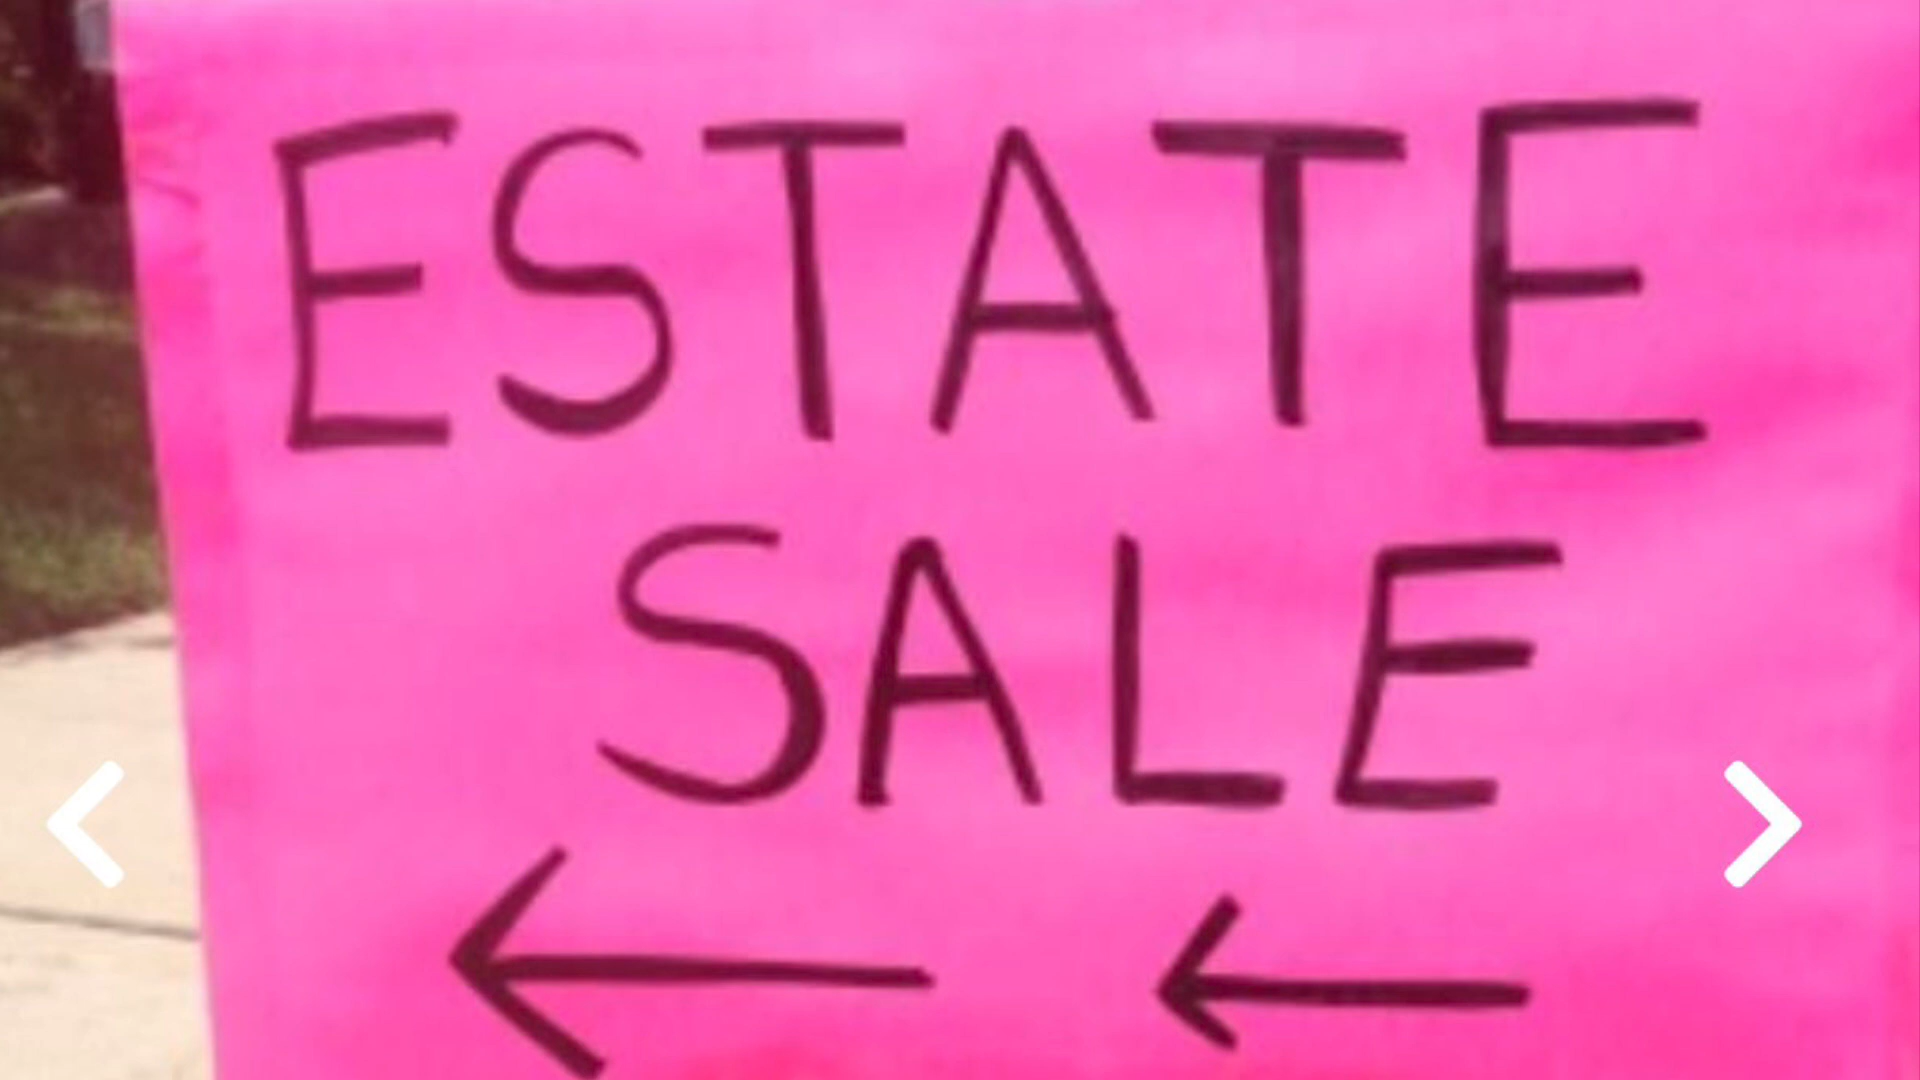 ESTATE
SALE
← ←